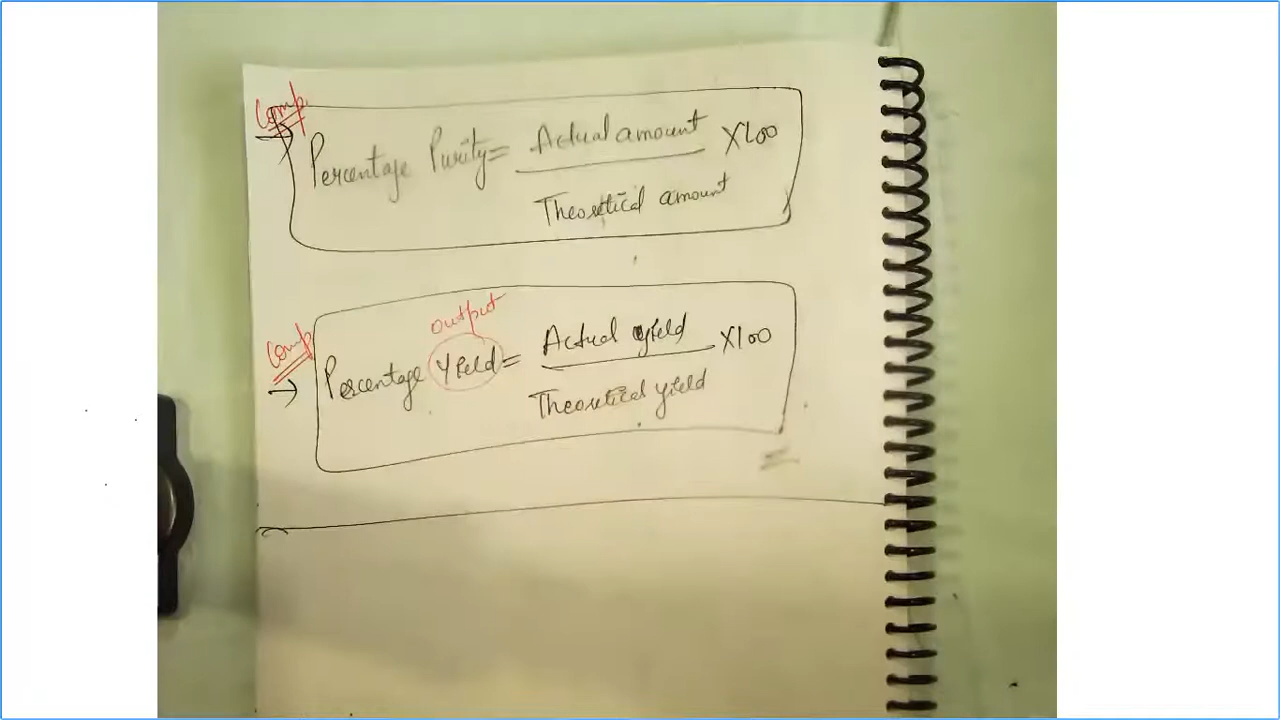 Comp.
Percentage Purity = Actual amount X100
Theoretical amount
output
Comp
Percentage Yield = Actual yield X100
Theoretical yield